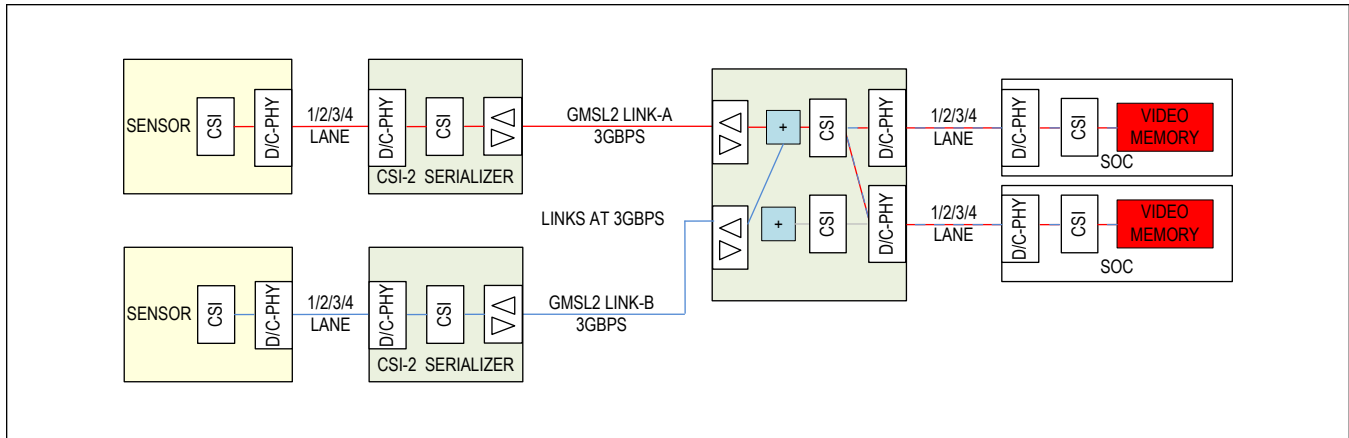 SENSOR
CSI
D/C-PHY
1/2/3/4
LANE
D/C-PHY
CSI
CSI-2 SERIALIZER
GMSL2 LINK-A
3GBPS
+
CSI
D/C-PHY
1/2/3/4
LANE
D/C-PHY
CSI
VIDEO
MEMORY
SOC
LINKS AT 3GBPS
+
CSI
D/C-PHY
1/2/3/4
LANE
D/C-PHY
CSI
VIDEO
MEMORY
SOC
SENSOR
CSI
D/C-PHY
1/2/3/4
LANE
D/C-PHY
CSI
CSI-2 SERIALIZER
GMSL2 LINK-B
3GBPS